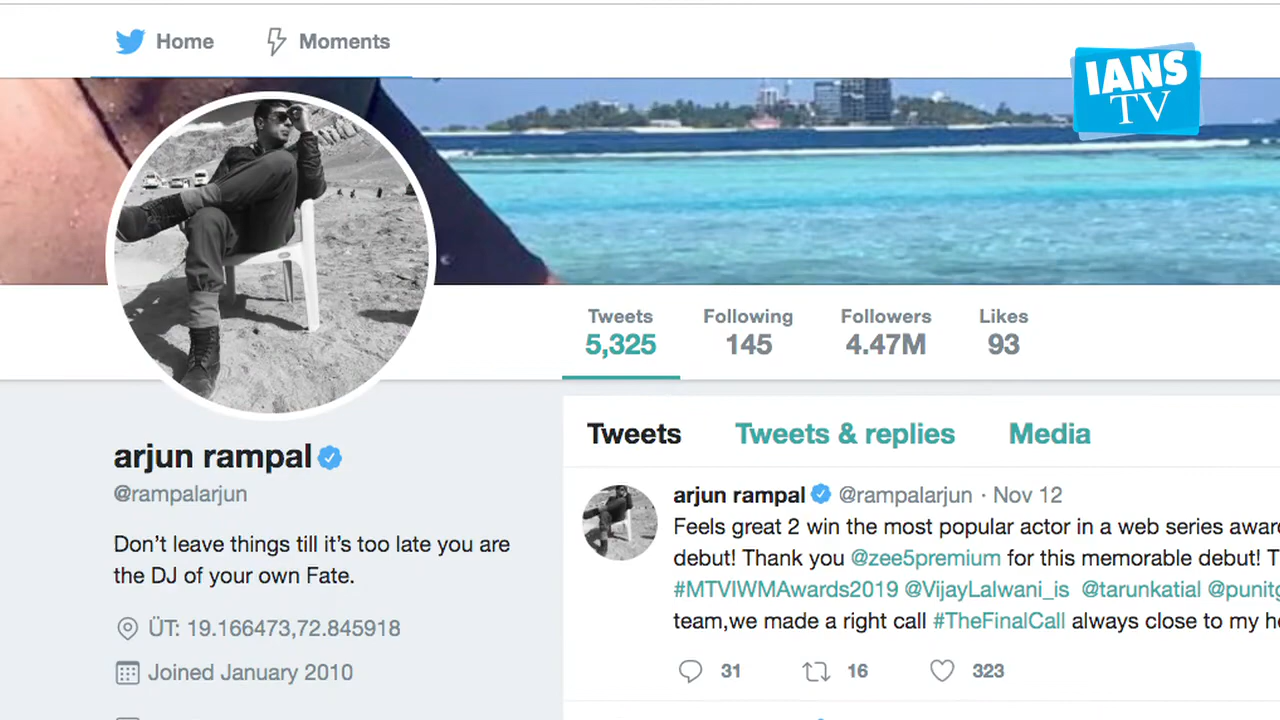 Home Moments
IANS
TV
Tweets Following Followers Likes
5,325 145 4.47M 93
Tweets Tweets & replies Media
arjun rampal
@rampalarjun
Don’t leave things till it’s too late you are
the DJ of your own Fate.
ÜT: 19.166473,72.845918
Joined January 2010
arjun rampal @rampalarjun · Nov 12
Feels great 2 win the most popular actor in a web series awar
debut! Thank you @zee5premium for this memorable debut! T
#MTVIWMAwards2019 @VijayLalwani_is @tarunkatial @punitg
team,we made a right call #TheFinalCall always close to my he
31 16 323